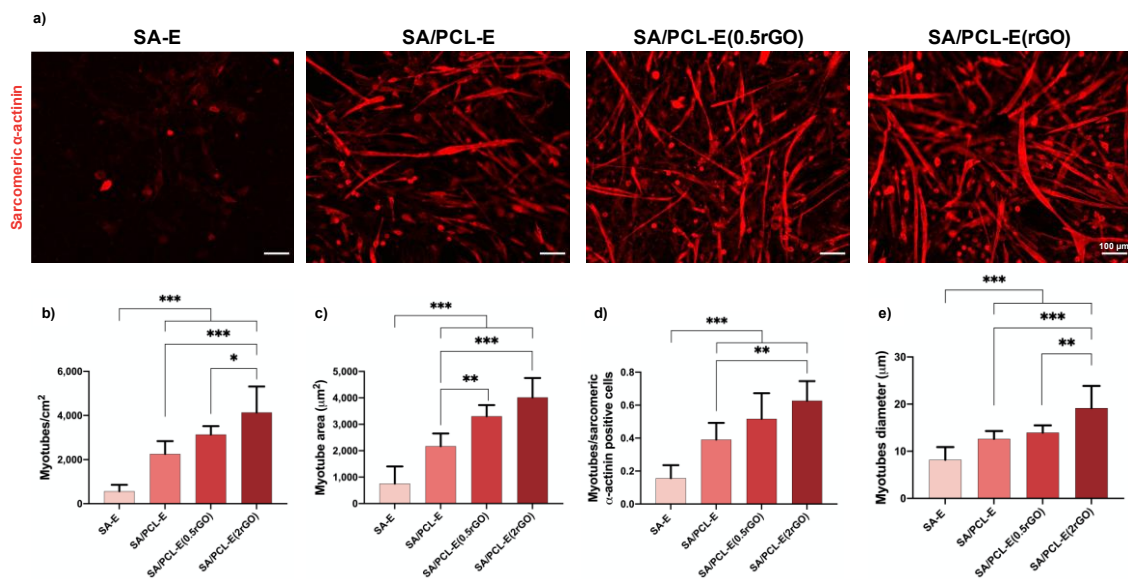 a)
SA-E
SA/PCL-E
SA/PCL-E(0.5rGO)
SA/PCL-E(rGO)
Sarcomeric α-actinin
100 µm
b)
***
***
*
Myotubes/cm²
6,000
4,000
2,000
0
SA-E
SA/PCL-E
SA/PCL-E(0.5rGO)
SA/PCL-E(2rGO)
c)
***
***
**
Myotube area (µm²)
5,000
4,000
3,000
2,000
1,000
0
SA-E
SA/PCL-E
SA/PCL-E(0.5rGO)
SA/PCL-E(2rGO)
d)
***
**
Myotubes/sarcomeric
α-actinin positive cells
0.8
0.6
0.4
0.2
0.0
SA-E
SA/PCL-E
SA/PCL-E(0.5rGO)
SA/PCL-E(2rGO)
e)
***
***
**
Myotubes diameter (µm)
30
20
10
0
SA-E
SA/PCL-E
SA/PCL-E(0.5rGO)
SA/PCL-E(2rGO)